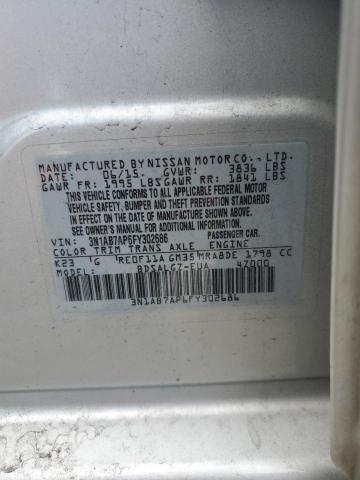 MANUFACTURED BY NISSAN MOTOR CO., LTD.
DATE: 06/15. GVWR: 3836 LBS
GAWR FR: 1995 LBS GAWR RR: 1841 LBS
THIS VEHICLE CONFORMS TO ALL APPLICABLE FEDERAL MOTOR
VEHICLE SAFETY, BUMPER AND THEFT PREVENTION STANDARDS
IN EFFECT ON THE DATE OF MANUFACTURE SHOWN ABOVE.
SEE OWNER'S MANUAL
VIN: 3N1AB7AP6FY302686 PASSENGER CAR.
COLOR TRIM TRANS AXLE ENGINE
K23 G RE0F11A GM35 MRA8DE 1798 CC
MODEL: BDSALGZ-EUA 4Z000
3N1AB7AP6FY302686